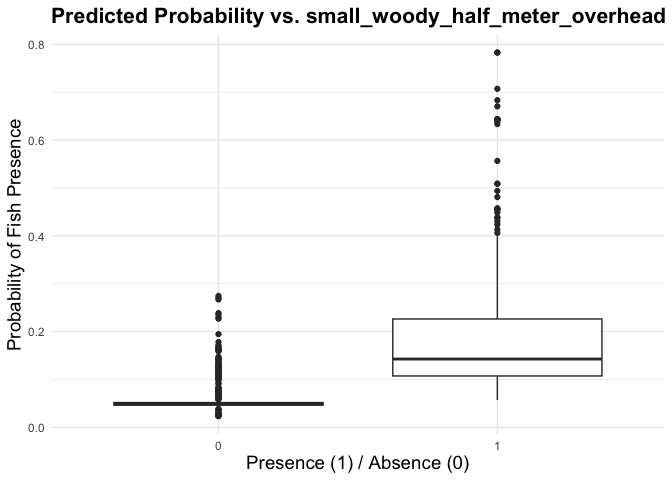 Predicted Probability vs. small_woody_half_meter_overhead
Probability of Fish Presence
0.8
0.6
0.4
0.2
0.0
0 1
Presence (1) / Absence (0)